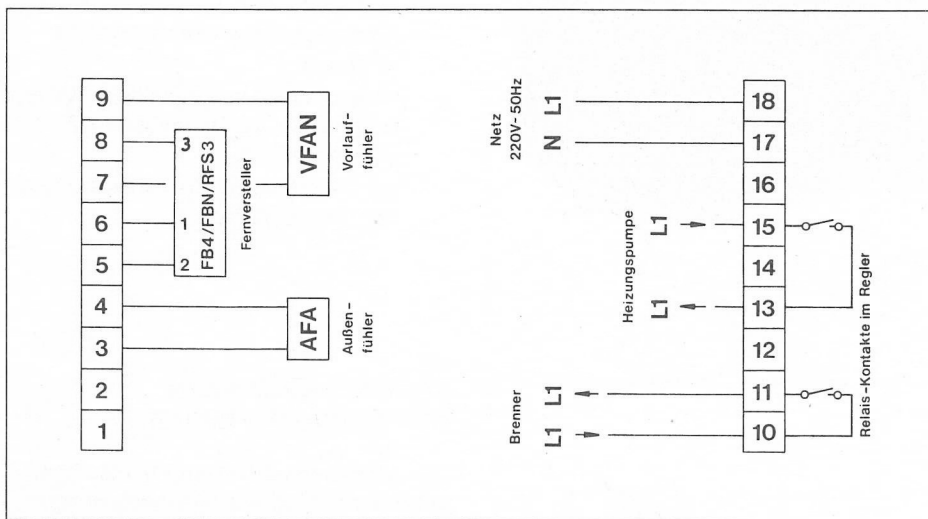 9
8
7
6
5
4
3
2
1
3
1
2
FB4/FBN/RFS3
Fernversteller
VFAN
Vorlauf-
fühler
AFA
Außen-
fühler
Netz
220V~50Hz
L1
N
Heizungspumpe
L1
L1
Brenner
L1
L1
18
17
16
15
14
13
12
11
10
Relais-Kontakte im Regler